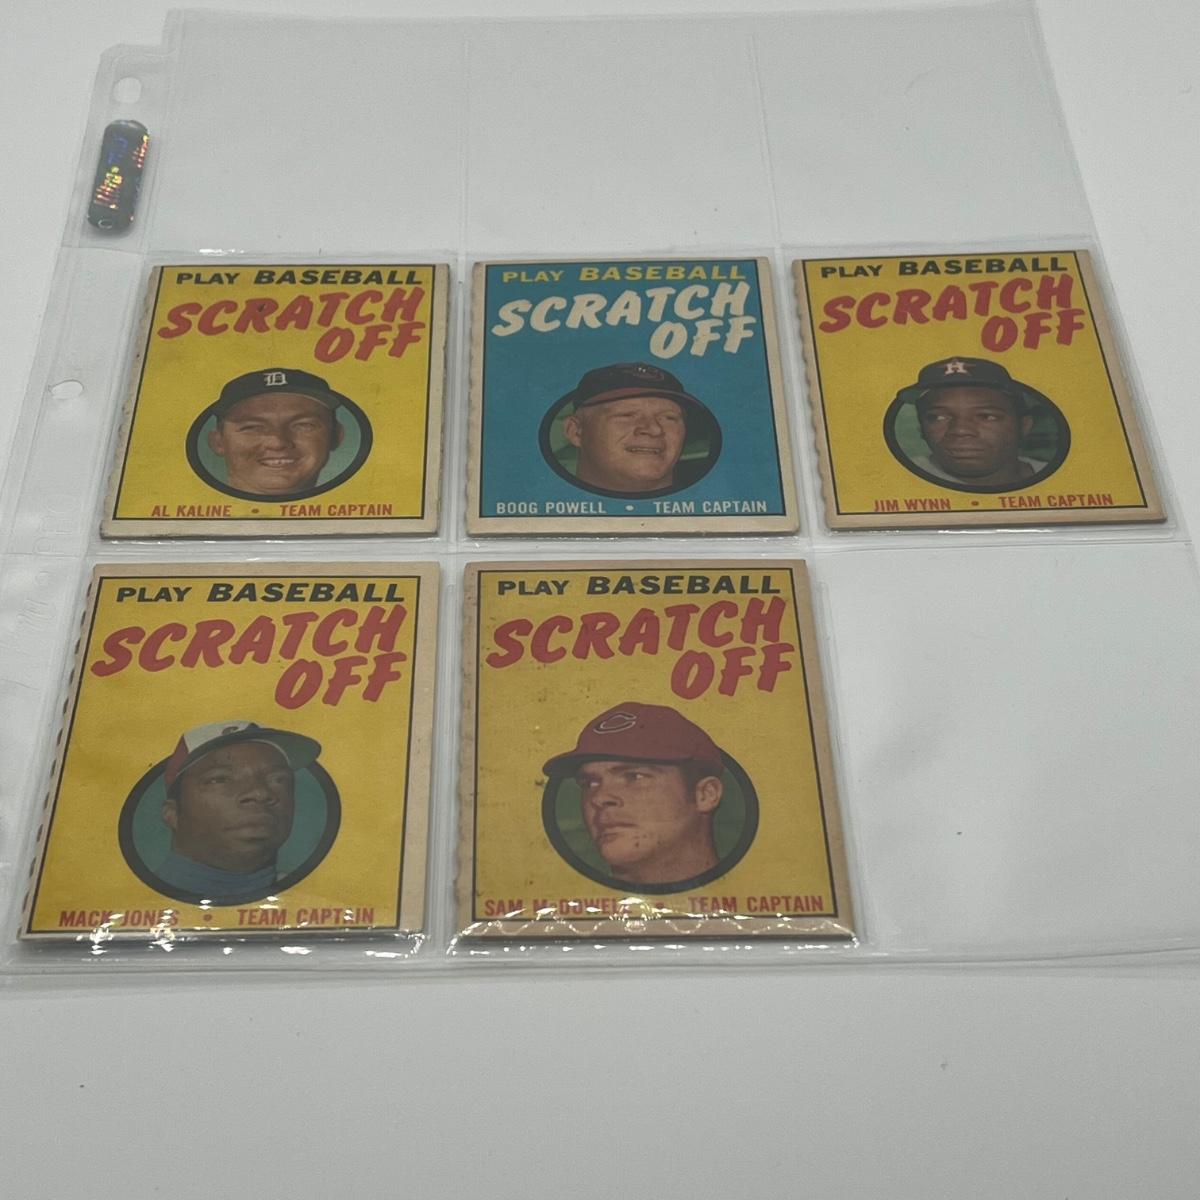 PLAY BASEBALL
SCRATCH
OFF
D
AL KALINE • TEAM CAPTAIN
PLAY BASEBALL
SCRATCH
OFF
BOOG POWELL • TEAM CAPTAIN
PLAY BASEBALL
SCRATCH
OFF
H
JIM WYNN • TEAM CAPTAIN
PLAY BASEBALL
SCRATCH
OFF
MACK JONES • TEAM CAPTAIN
PLAY BASEBALL
SCRATCH
OFF
C
SAM McDOWELL • TEAM CAPTAIN